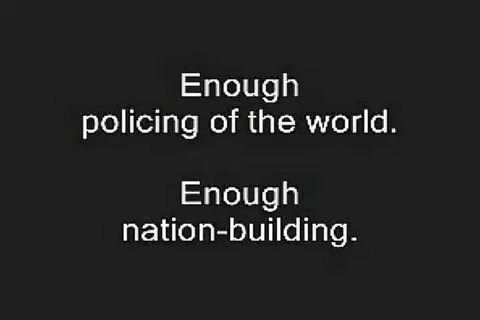 Enough
policing of the world.
Enough
nation-building.